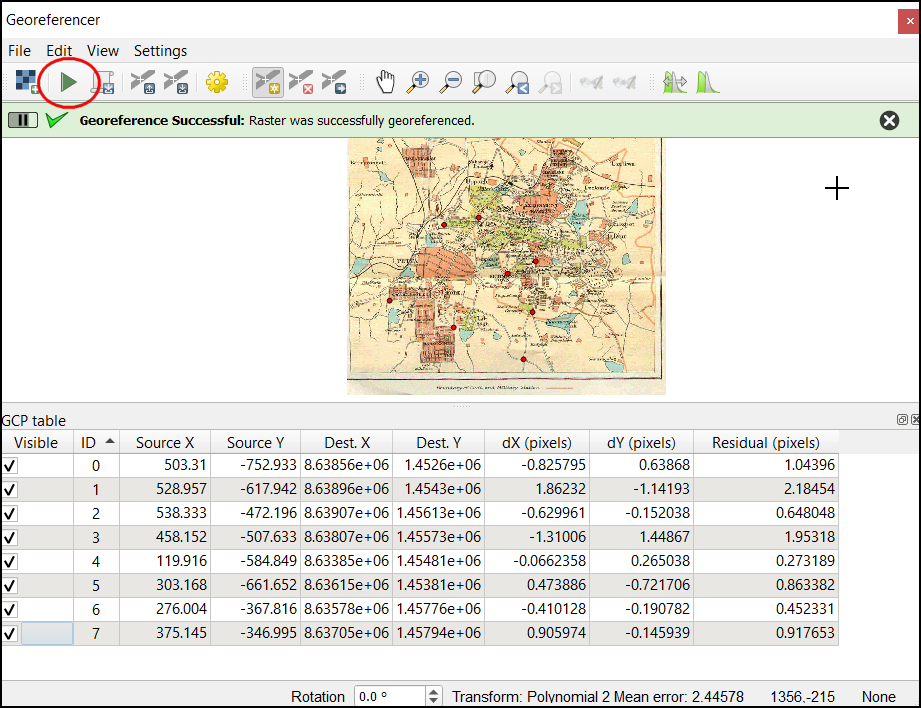 Georeferencer
File Edit View Settings
Georeference Successful: Raster was successfully georeferenced.
Boundary of Civil and Military Station
GCP table
Visible ID Source X Source Y Dest. X Dest. Y dX (pixels) dY (pixels) Residual (pixels)
0 503.31 -752.933 8.63856e+06 1.4526e+06 -0.825795 0.63868 1.04396
1 528.957 -617.942 8.63896e+06 1.4543e+06 1.86232 -1.14193 2.18454
2 538.333 -472.196 8.63907e+06 1.45613e+06 -0.629961 -0.152038 0.648048
3 458.152 -507.633 8.63807e+06 1.45573e+06 -1.31006 1.44867 1.95318
4 119.916 -584.849 8.63385e+06 1.45481e+06 -0.0662358 0.265038 0.273189
5 303.168 -661.652 8.63615e+06 1.45381e+06 0.473886 -0.721706 0.863382
6 276.004 -367.816 8.63578e+06 1.45776e+06 -0.410128 -0.190782 0.452331
7 375.145 -346.995 8.63705e+06 1.45794e+06 0.905974 -0.145939 0.917653
Rotation 0.0 ° Transform: Polynomial 2 Mean error: 2.44578 1356,-215 None